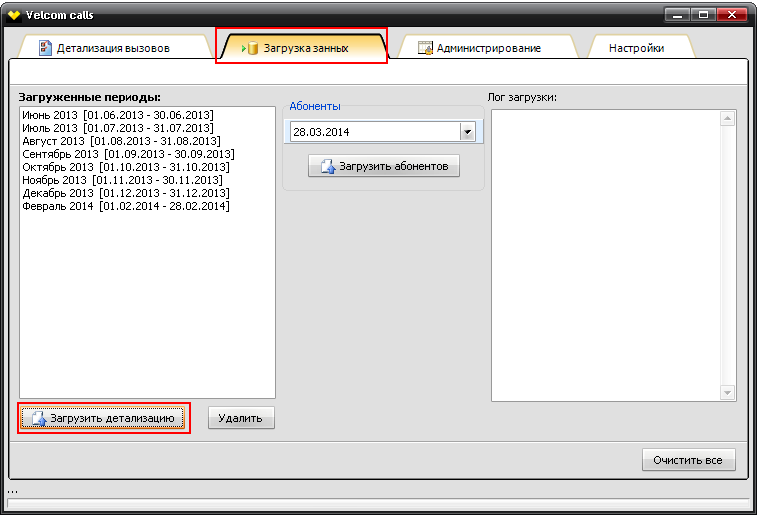 Velcom calls
Детализация вызовов
Загрузка занных
Администрирование
Настройки
Загруженные периоды:
Июнь 2013 [01.06.2013 - 30.06.2013]
Июль 2013 [01.07.2013 - 31.07.2013]
Август 2013 [01.08.2013 - 31.08.2013]
Сентябрь 2013 [01.09.2013 - 30.09.2013]
Октябрь 2013 [01.10.2013 - 31.10.2013]
Ноябрь 2013 [01.11.2013 - 30.11.2013]
Декабрь 2013 [01.12.2013 - 31.12.2013]
Февраль 2014 [01.02.2014 - 28.02.2014]
Абоненты
28.03.2014
Загрузить абонентов
Лог загрузки:
Загрузить детализацию
Удалить
Очистить все
...